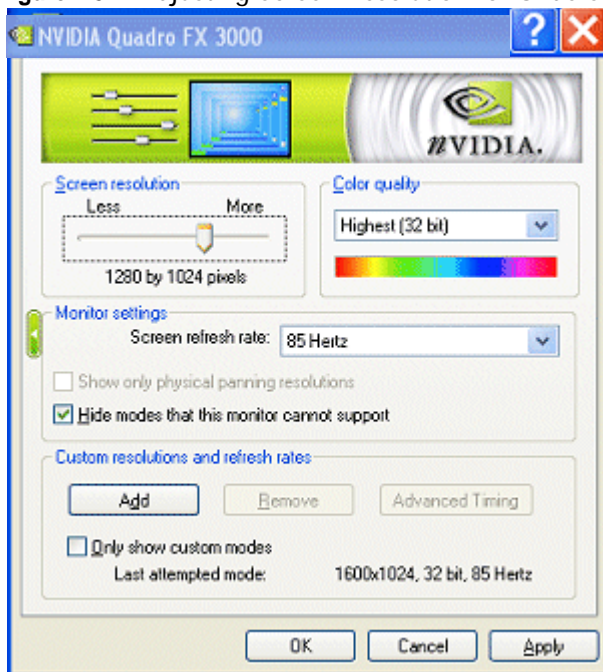 NVIDIA Quadro FX 3000
?
X
nVIDIA.
Screen resolution
Less More
1280 by 1024 pixels
Color quality
Highest (32 bit)
Monitor settings
Screen refresh rate: 85 Hertz
Show only physical panning resolutions
Hide modes that this monitor cannot support
Custom resolutions and refresh rates
Add Remove Advanced Timing
Only show custom modes
Last attempted mode: 1600x1024, 32 bit, 85 Hertz
OK Cancel Apply